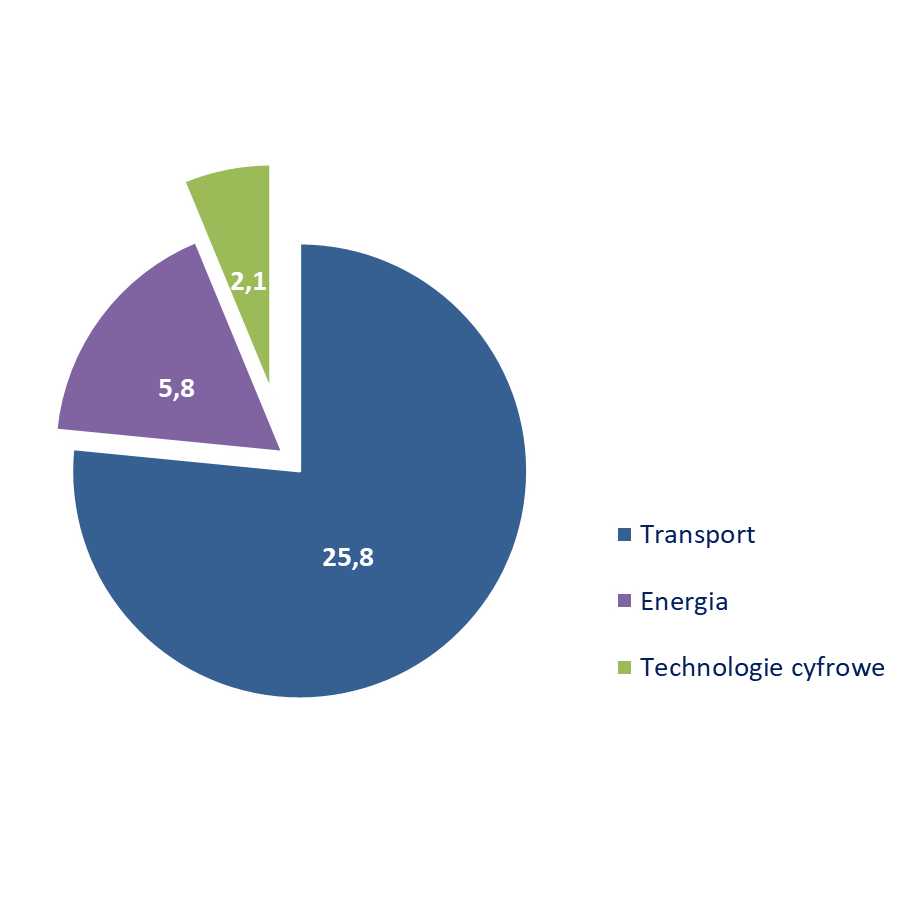 2,1
5,8
25,8
Transport
Energia
Technologie cyfrowe